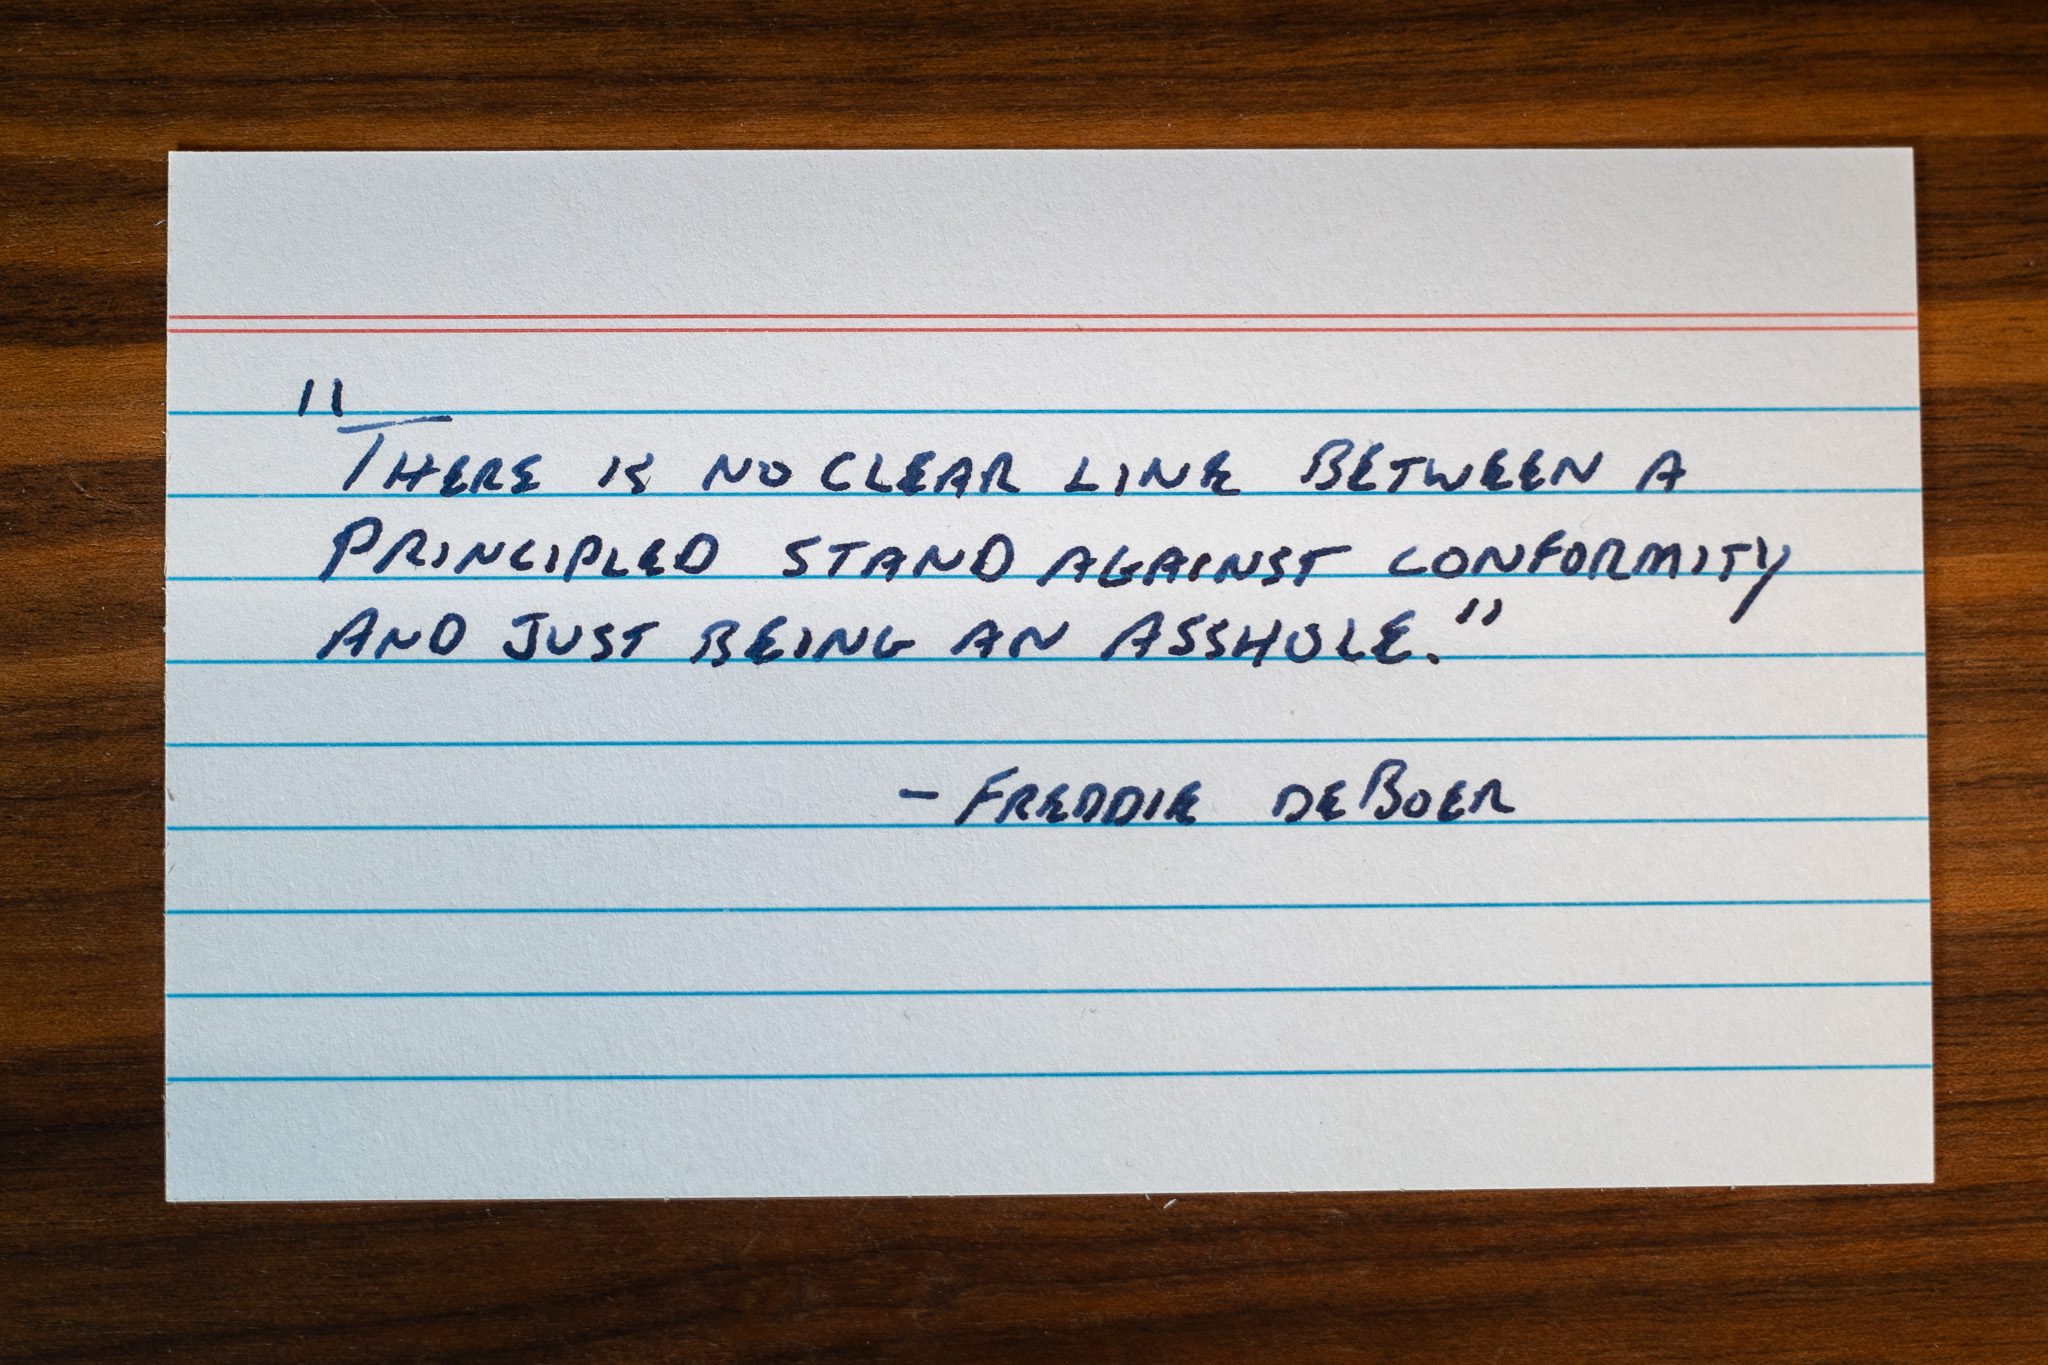 "THERE IS NO CLEAR LINE BETWEEN A
PRINCIPLED STAND AGAINST CONFORMITY
AND JUST BEING AN ASSHOLE."
- FREDDIE DEBOER